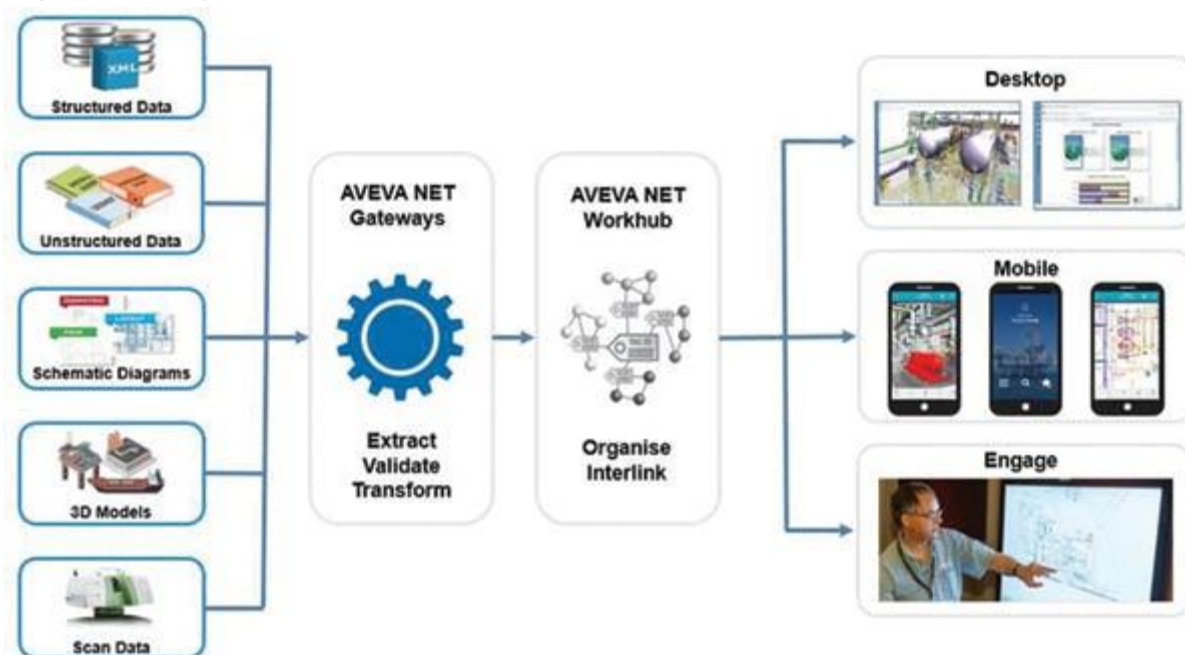 XML
Structured Data
Unstructured Data
Schematic Diagrams
3D Models
Scan Data
AVEVA NET
Gateways
Extract
Validate
Transform
AVEVA NET
Workhub
Organise
Interlink
Desktop
Mobile
Engage